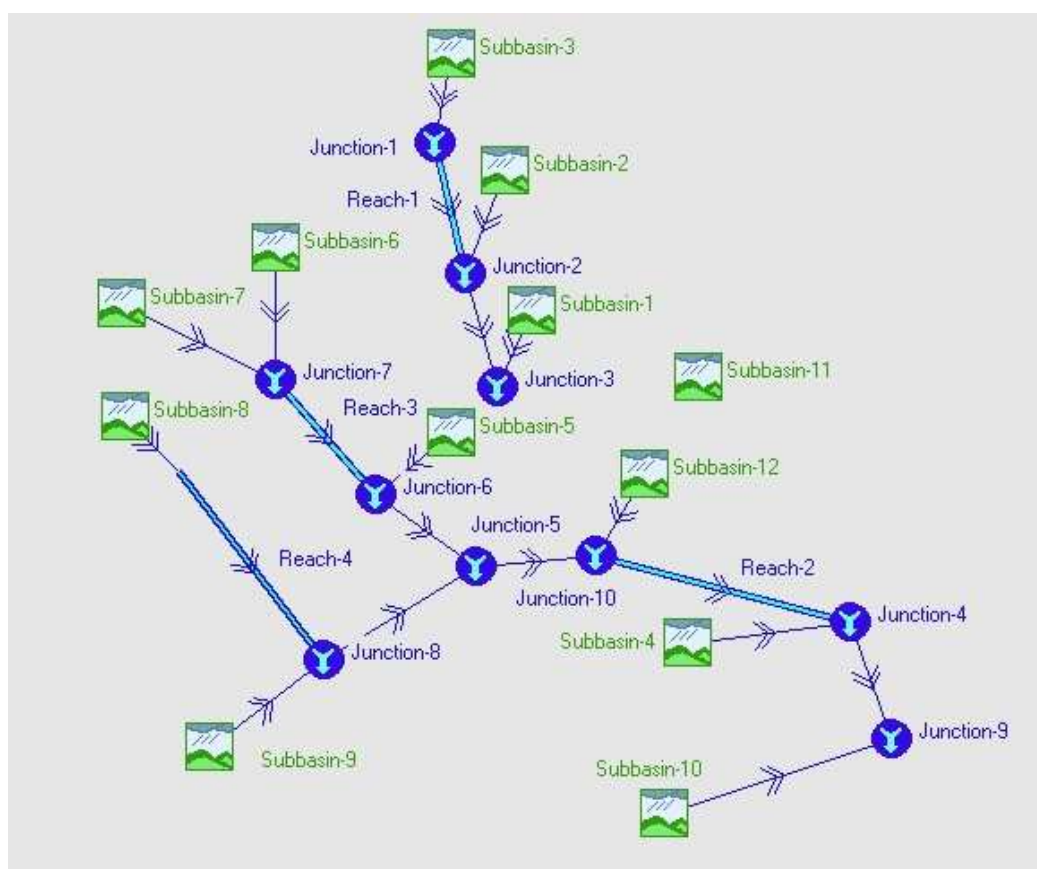 Subbasin-3
Junction-1
Subbasin-2
Reach-1
Subbasin-6
Junction-2
Subbasin-7
Subbasin-1
Junction-7
Junction-3
Subbasin-11
Subbasin-8
Reach-3
Subbasin-5
Subbasin-12
Junction-6
Junction-5
Reach-4
Reach-2
Junction-10
Junction-4
Subbasin-4
Junction-8
Junction-9
Subbasin-9
Subbasin-10